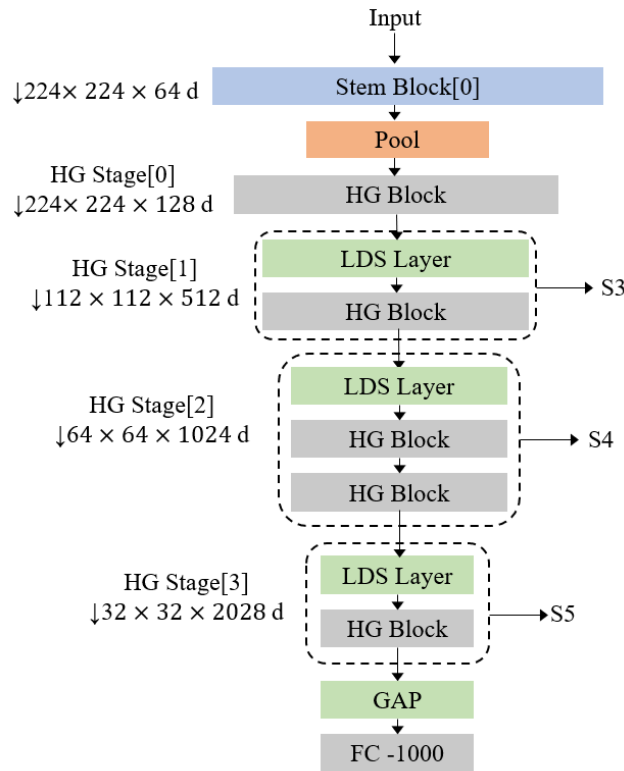 Input
↓224× 224 × 64 d
Stem Block[0]
Pool
HG Stage[0]
↓224× 224 × 128 d
HG Block
LDS Layer
HG Stage[1]
↓112 × 112 × 512 d
HG Block
S3
LDS Layer
HG Stage[2]
↓64 × 64 × 1024 d
HG Block
HG Block
S4
LDS Layer
HG Stage[3]
↓32 × 32 × 2028 d
HG Block
S5
GAP
FC -1000